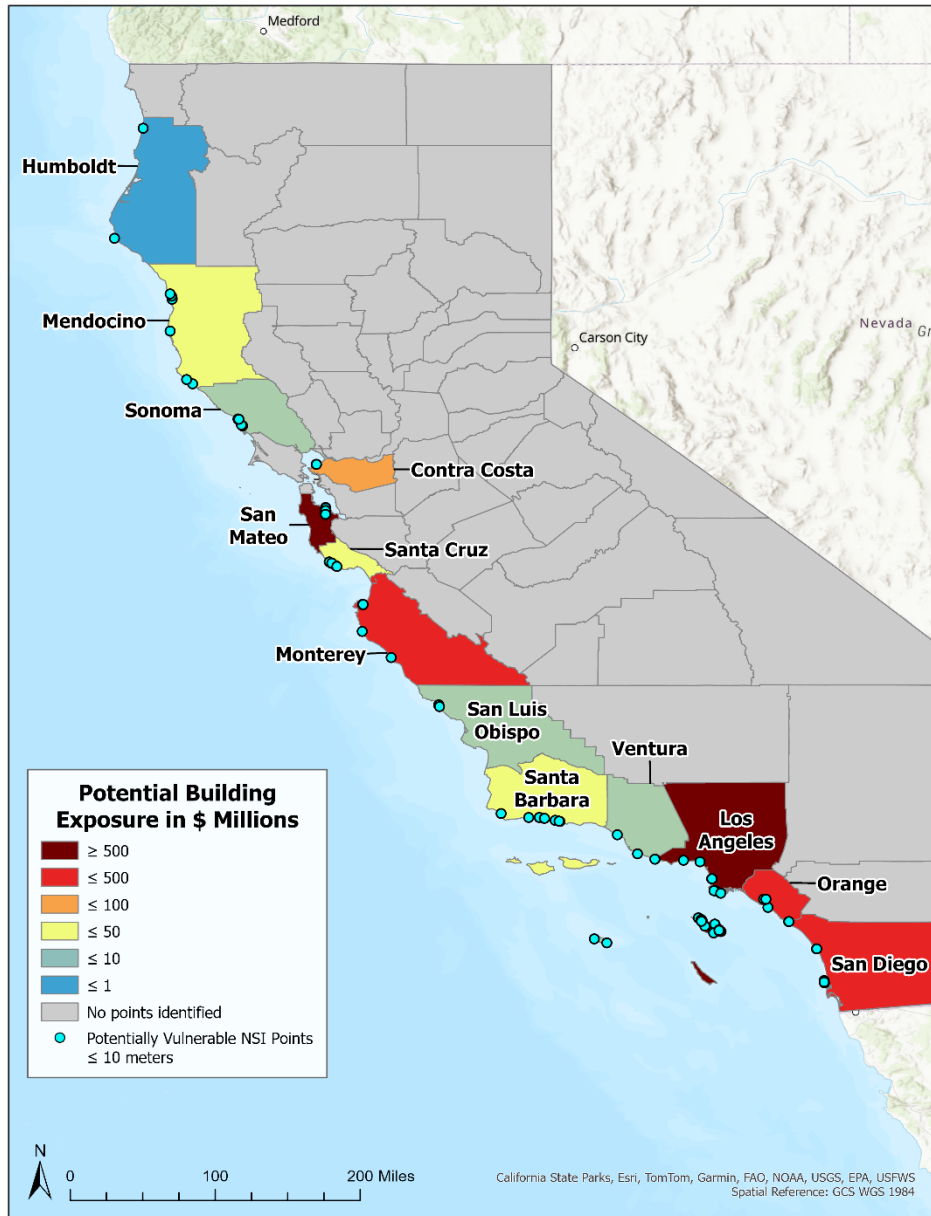 Medford
Humboldt
Nevada
Gr
Carson City
Mendocino
Sonoma
Contra Costa
San
Mateo
Santa Cruz
Monterey
San Luis
Obispo
Ventura
Santa
Barbara
Los
Angeles
Orange
San Diego
Potential Building
Exposure in $ Millions
≥ 500
≤ 500
≤ 100
≤ 50
≤ 10
≤ 1
No points identified
Potentially Vulnerable NSI Points
≤ 10 meters
N
0 100 200 Miles
California State Parks, Esri, TomTom, Garmin, FAO, NOAA, USGS, EPA, USFWS
Spatial Reference: GCS WGS 1984